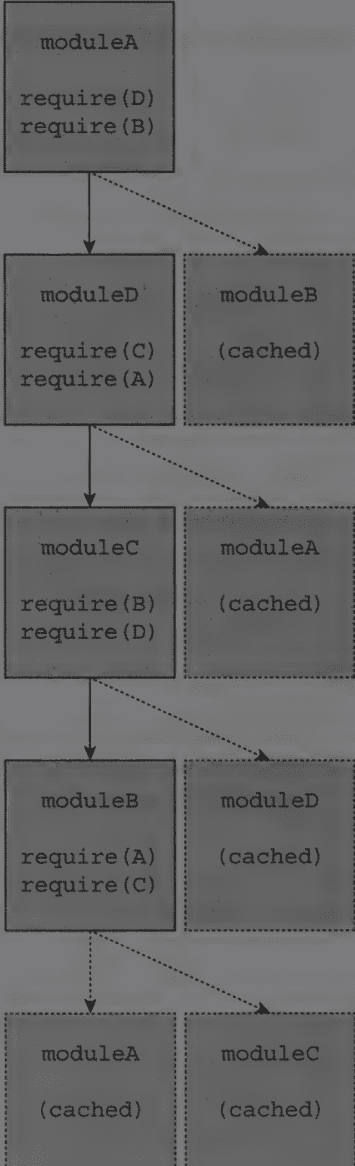 moduleA
require(D)
require(B)
moduleD
require(C)
require(A)
moduleB
(cached)
moduleC
require(B)
require(D)
moduleA
(cached)
moduleB
require(A)
require(C)
moduleD
(cached)
moduleA
(cached)
moduleC
(cached)